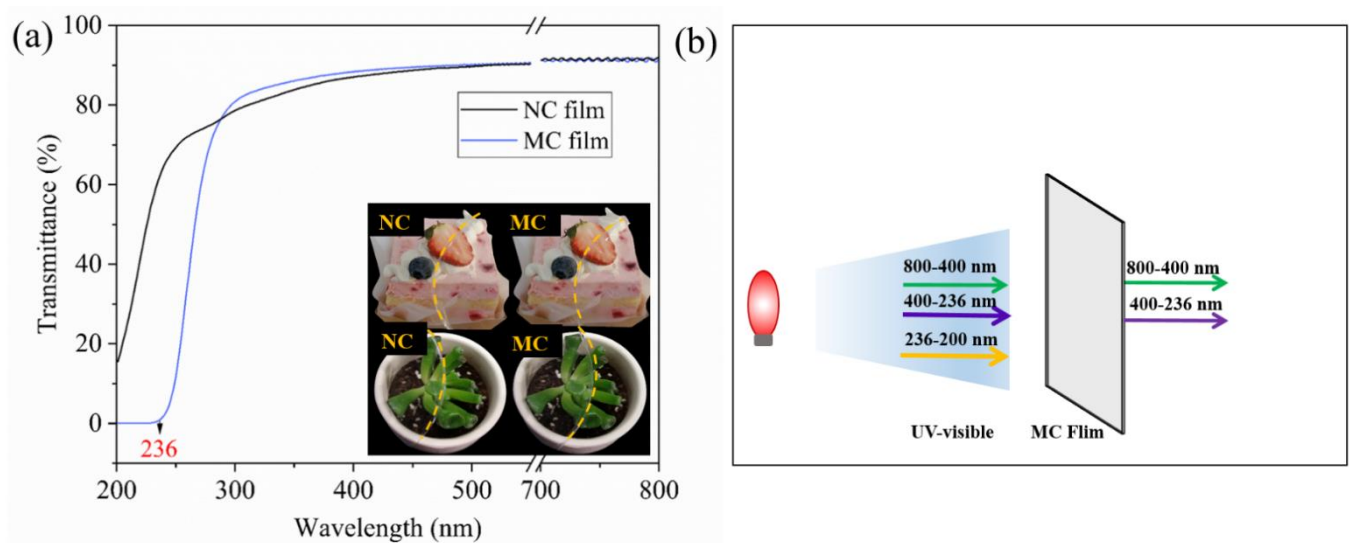 (a)
100
80
60
40
20
0
Transmittance (%)
NC film
MC film
NC
MC
NC
MC
236
200
300
400
500
700
800
Wavelength (nm)
(b)
800-400 nm
400-236 nm
236-200 nm
800-400 nm
400-236 nm
UV-visible
MC Flim